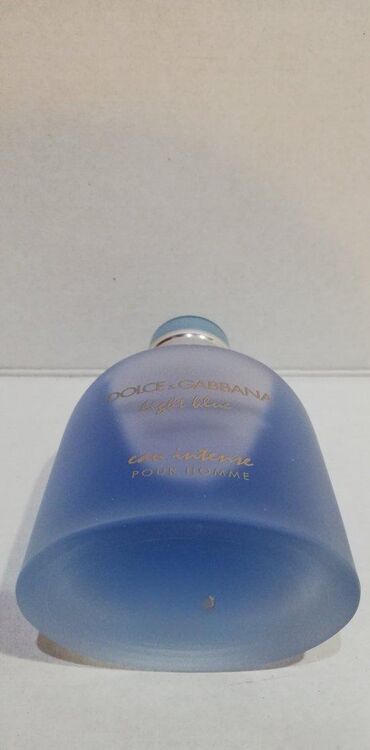 DOLCE & GABBANA
light blue
eau intense
POUR HOMME